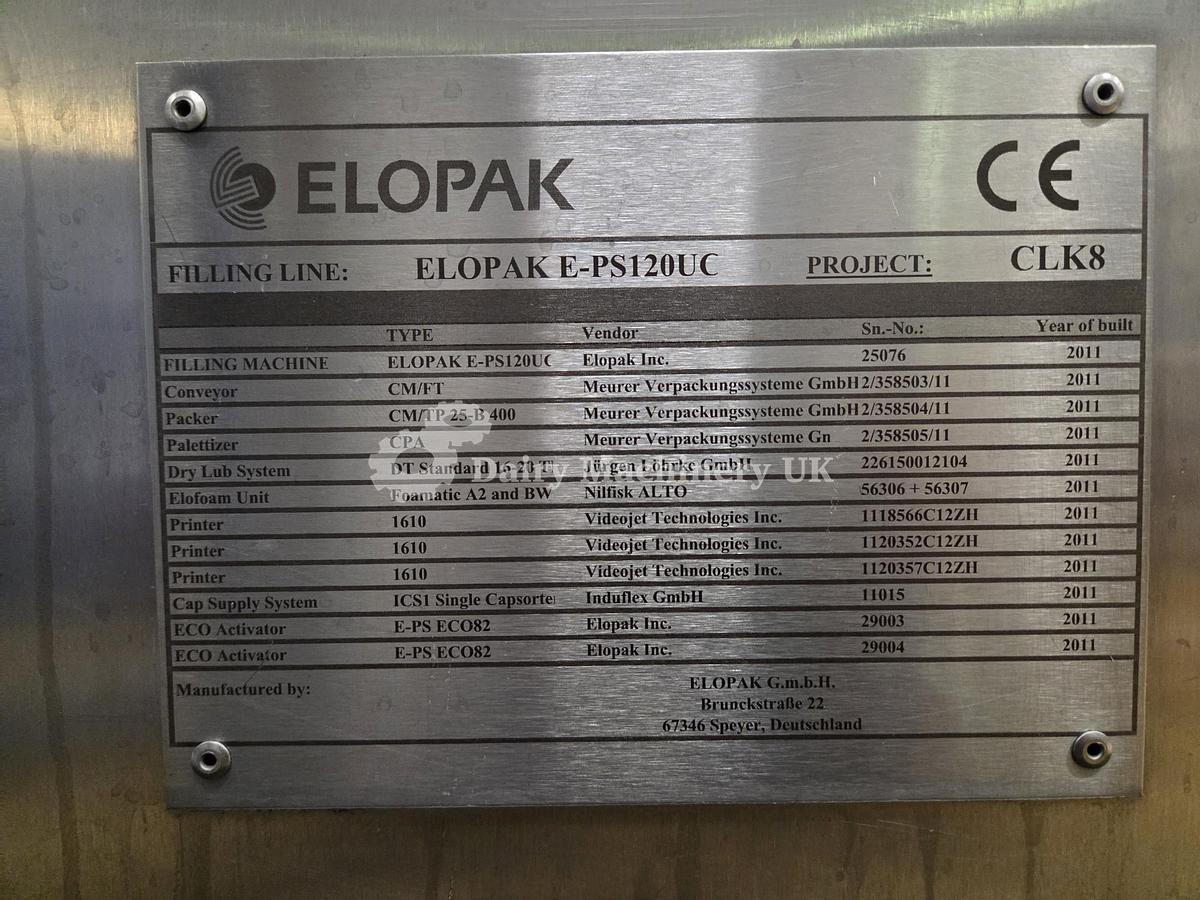 ELOPAK CE
FILLING LINE: ELOPAK E-PS120UC PROJECT: CLK8
TYPE Vendor Sn.-No.: Year of built
FILLING MACHINE ELOPAK E-PS120UC Elopak Inc. 25076 2011
Conveyor CM/FT Meurer Verpackungssysteme GmbH 2/358503/11 2011
Packer CM/TP 25-B 400 Meurer Verpackungssysteme GmbH 2/358504/11 2011
Palettizer CPA Meurer Verpackungssysteme Gn 2/358505/11 2011
Dry Lub System DT Standard 16-20 Jürgen Löhrke GmbH 226150012104 2011
Dairy Machinery UK
Elofoam Unit Foamatic A2 and BW Nilfisk ALTO 56306 + 56307 2011
Printer 1610 Videojet Technologies Inc. 1118566C12ZH 2011
Printer 1610 Videojet Technologies Inc. 1120352C12ZH 2011
Printer 1610 Videojet Technologies Inc. 1120357C12ZH 2011
Cap Supply System ICS1 Single Capsorte Induflex GmbH 11015 2011
ECO Activator E-PS ECO82 Elopak Inc. 29003 2011
ECO Activator E-PS ECO82 Elopak Inc. 29004 2011
Manufactured by: ELOPAK G.m.b.H.
Brunckstraße 22
67346 Speyer, Deutschland